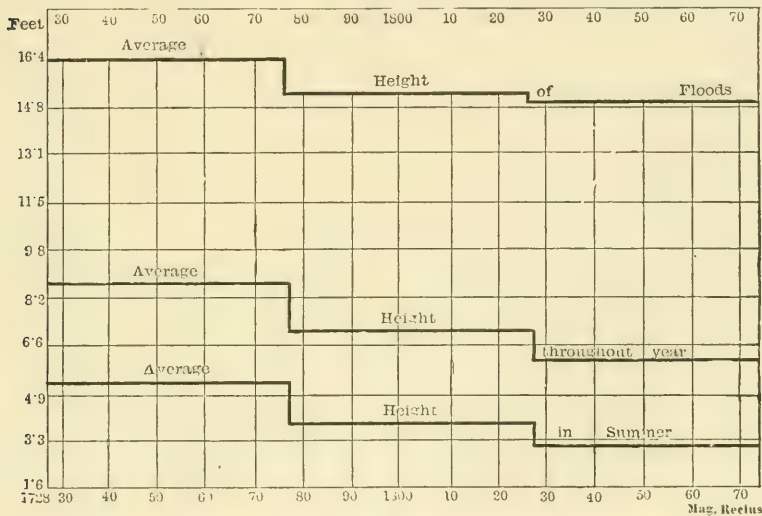 Feet 30 40 50 60 70 80 90 1800 10 20 30 40 50 60 70
Average
16·4
Height of Floods
14·8
13·1
11·5
9 8
Average
8·2
Height
6·6
throughout year
Average
4·9
Height
in Summer
3·3
1·6
1728 30 40 50 60 70 80 90 1800 10 20 30 40 50 60 70
Mag. Reclus